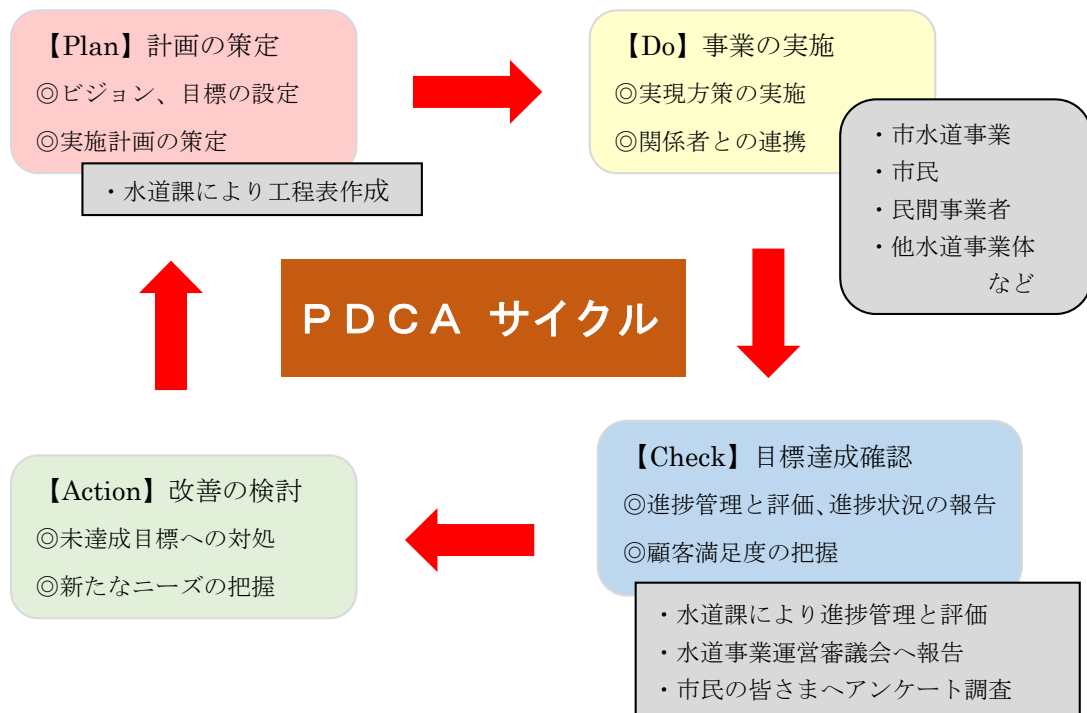 【Plan】計画の策定
◎ビジョン、目標の設定
◎実施計画の策定
・水道課により工程表作成
【Do】事業の実施
◎実現方策の実施
◎関係者との連携
・市水道事業
・市民
・民間事業者
・他水道事業体
など
ＰＤＣＡ サイクル
【Check】目標達成確認
◎進捗管理と評価、進捗状況の報告
◎顧客満足度の把握
・水道課により進捗管理と評価
・水道事業運営審議会へ報告
・市民の皆さまへアンケート調査
【Action】改善の検討
◎未達成目標への対処
◎新たなニーズの把握